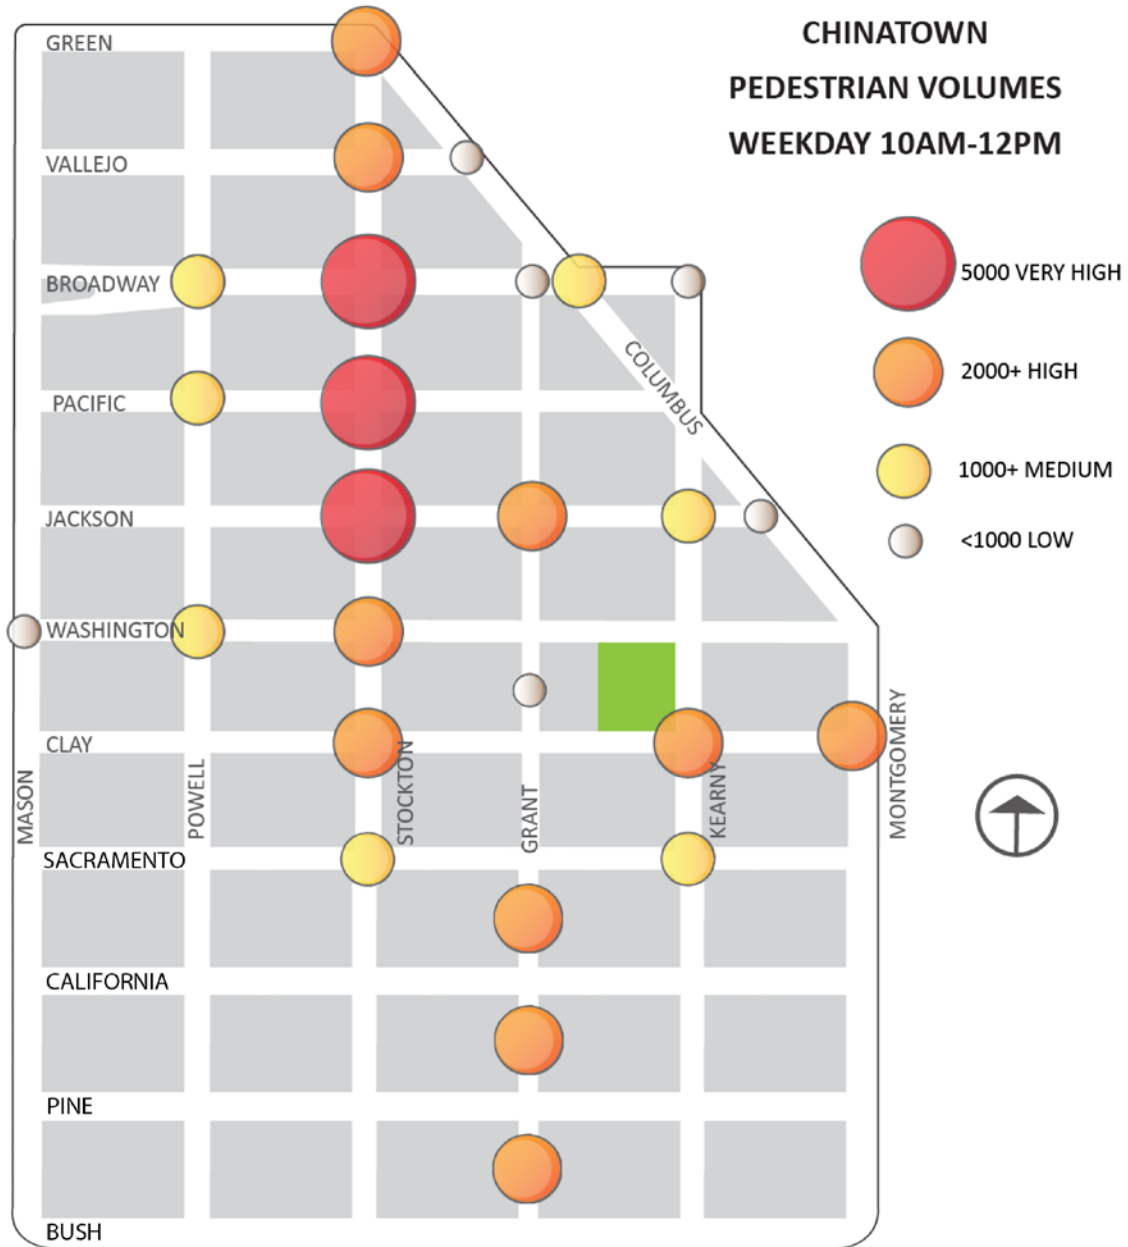 CHINATOWN
PEDESTRIAN VOLUMES
WEEKDAY 10AM-12PM
5000 VERY HIGH
2000+ HIGH
1000+ MEDIUM
<1000 LOW
GREEN
VALLEJO
BROADWAY
PACIFIC
JACKSON
WASHINGTON
CLAY
SACRAMENTO
CALIFORNIA
PINE
BUSH
MASON
POWELL
STOCKTON
GRANT
KEARNY
MONTGOMERY
COLUMBUS